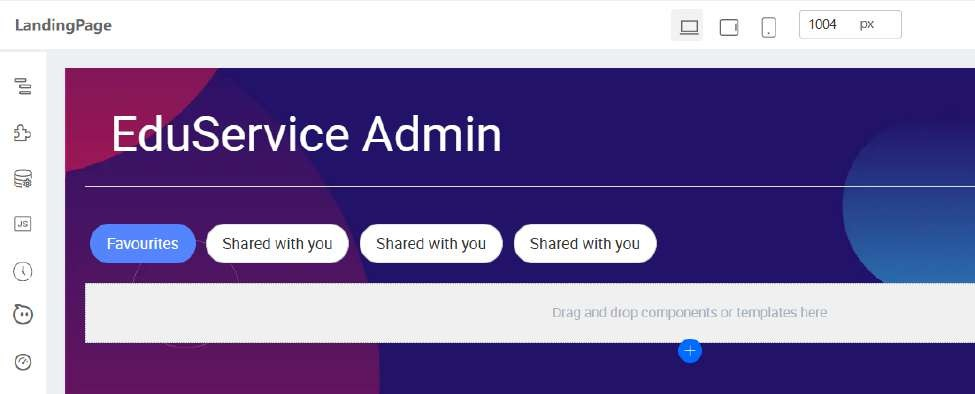 LandingPage
1004 px
EduService Admin
Favourites Shared with you Shared with you Shared with you
Drag and drop components or templates here
JS